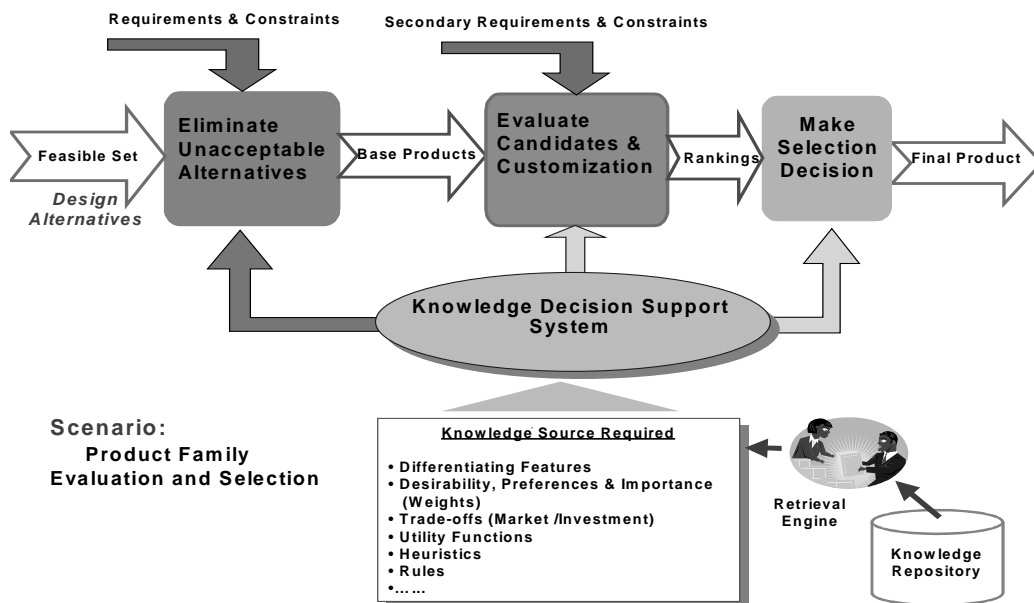 Requirements & Constraints
Secondary Requirements & Constraints
Feasible Set
Design
Alternatives
Eliminate
Unacceptable
Alternatives
Base Products
Evaluate
Candidates &
Customization
Rankings
Make
Selection
Decision
Final Product
Knowledge Decision Support
System
Scenario:
Product Family
Evaluation and Selection
Knowledge Source Required
• Differentiating Features
• Desirability, Preferences & Importance
(Weights)
• Trade-offs (Market /Investment)
• Utility Functions
• Heuristics
• Rules
•......
Retrieval
Engine
Knowledge
Repository